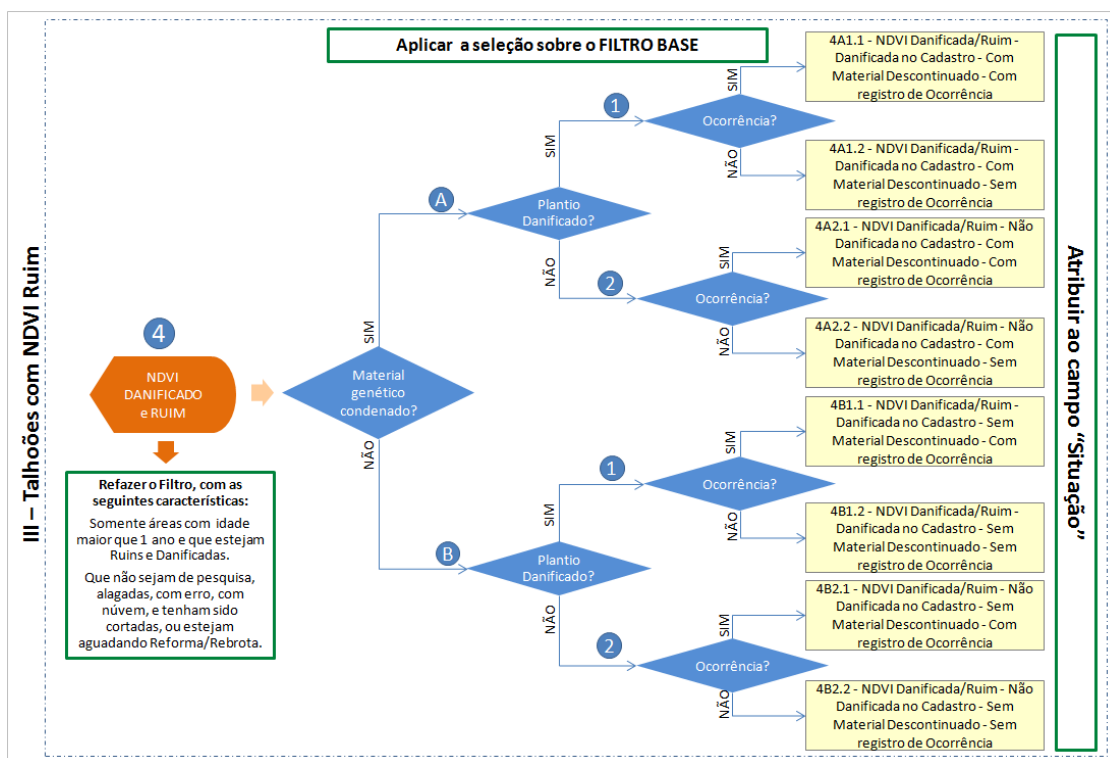 III – Talhões com NDVI Ruim
Aplicar a seleção sobre o FILTRO BASE
4
NDVI
DANIFICADO
e RUIM
Refazer o Filtro, com as
seguintes características:
Somente áreas com idade
maior que 1 ano e que estejam
Ruins e Danificadas.
Que não sejam de pesquisa,
alagadas, com erro, com
núvem, e tenham sido
cortadas, ou estejam
aguadando Reforma/Rebrota.
Material
genético
condenado?
SIM
NÃO
A
Plantio
Danificado?
SIM
NÃO
1
Ocorrência?
SIM
NÃO
2
Ocorrência?
SIM
NÃO
B
Plantio
Danificado?
SIM
NÃO
1
Ocorrência?
SIM
NÃO
2
Ocorrência?
SIM
NÃO
4A1.1 - NDVI Danificada/Ruim -
Danificada no Cadastro - Com
Material Descontinuado - Com
registro de Ocorrência
4A1.2 - NDVI Danificada/Ruim -
Danificada no Cadastro - Com
Material Descontinuado - Sem
registro de Ocorrência
4A2.1 - NDVI Danificada/Ruim - Não
Danificada no Cadastro - Com
Material Descontinuado - Com
registro de Ocorrência
4A2.2 - NDVI Danificada/Ruim - Não
Danificada no Cadastro - Com
Material Descontinuado - Sem
registro de Ocorrência
4B1.1 - NDVI Danificada/Ruim -
Danificada no Cadastro - Sem
Material Descontinuado - Com
registro de Ocorrência
4B1.2 - NDVI Danificada/Ruim -
Danificada no Cadastro - Sem
Material Descontinuado - Sem
registro de Ocorrência
4B2.1 - NDVI Danificada/Ruim - Não
Danificada no Cadastro - Sem
Material Descontinuado - Com
registro de Ocorrência
4B2.2 - NDVI Danificada/Ruim - Não
Danificada no Cadastro - Sem
Material Descontinuado - Sem
registro de Ocorrência
Atribuir ao campo “Situação”